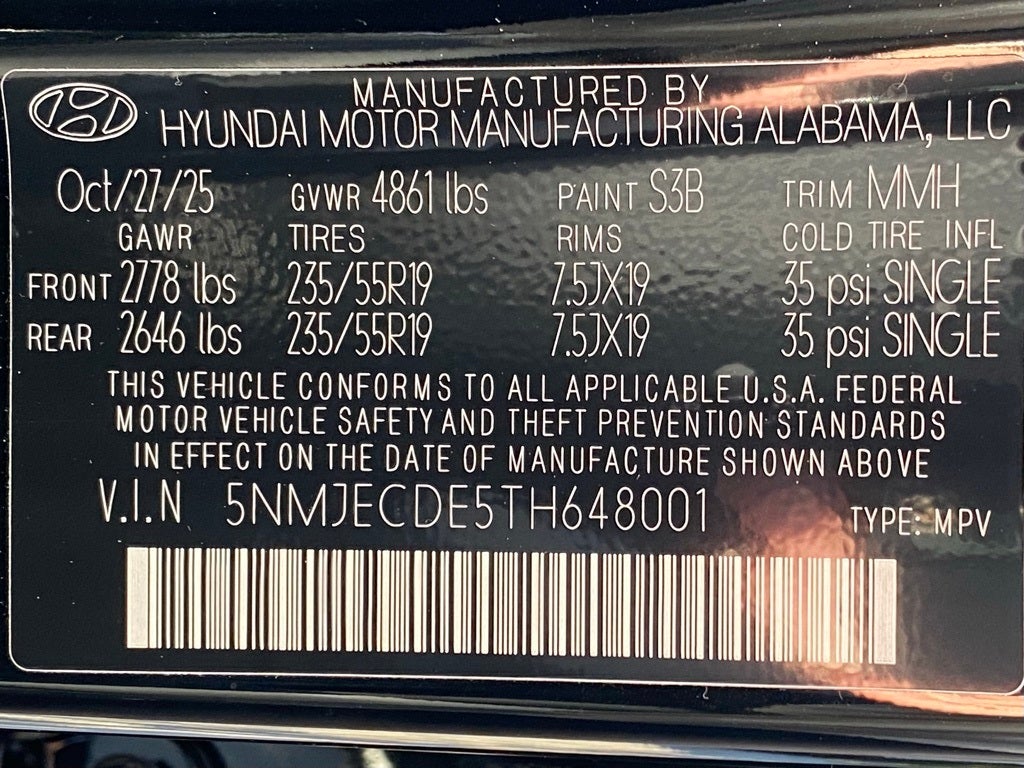 MANUFACTURED BY
HYUNDAI MOTOR MANUFACTURING ALABAMA, LLC
Oct/27/25 GVWR 4861 lbs PAINT S3B TRIM MMH
GAWR TIRES RIMS COLD TIRE INFL
FRONT 2778 lbs 235/55R19 7.5JX19 35 psi SINGLE
REAR 2646 lbs 235/55R19 7.5JX19 35 psi SINGLE
THIS VEHICLE CONFORMS TO ALL APPLICABLE U.S.A. FEDERAL
MOTOR VEHICLE SAFETY AND THEFT PREVENTION STANDARDS
IN EFFECT ON THE DATE OF MANUFACTURE SHOWN ABOVE
V.I.N 5NMJECDE5TH648001 TYPE: MPV